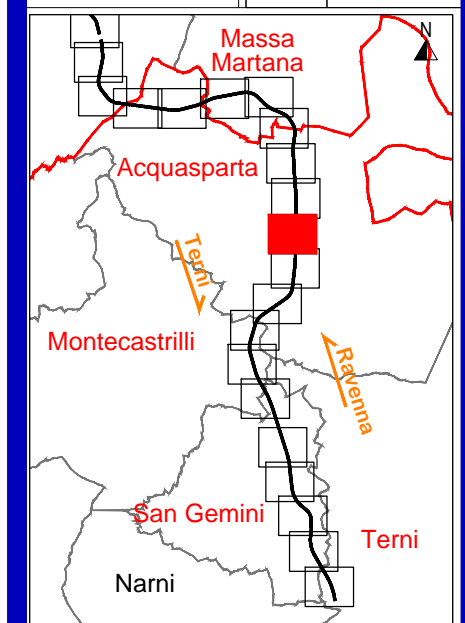 Massa
Martana
N
Acquasparta
Terni
Montecastrilli
Ravenna
San Gemini
Terni
Narni